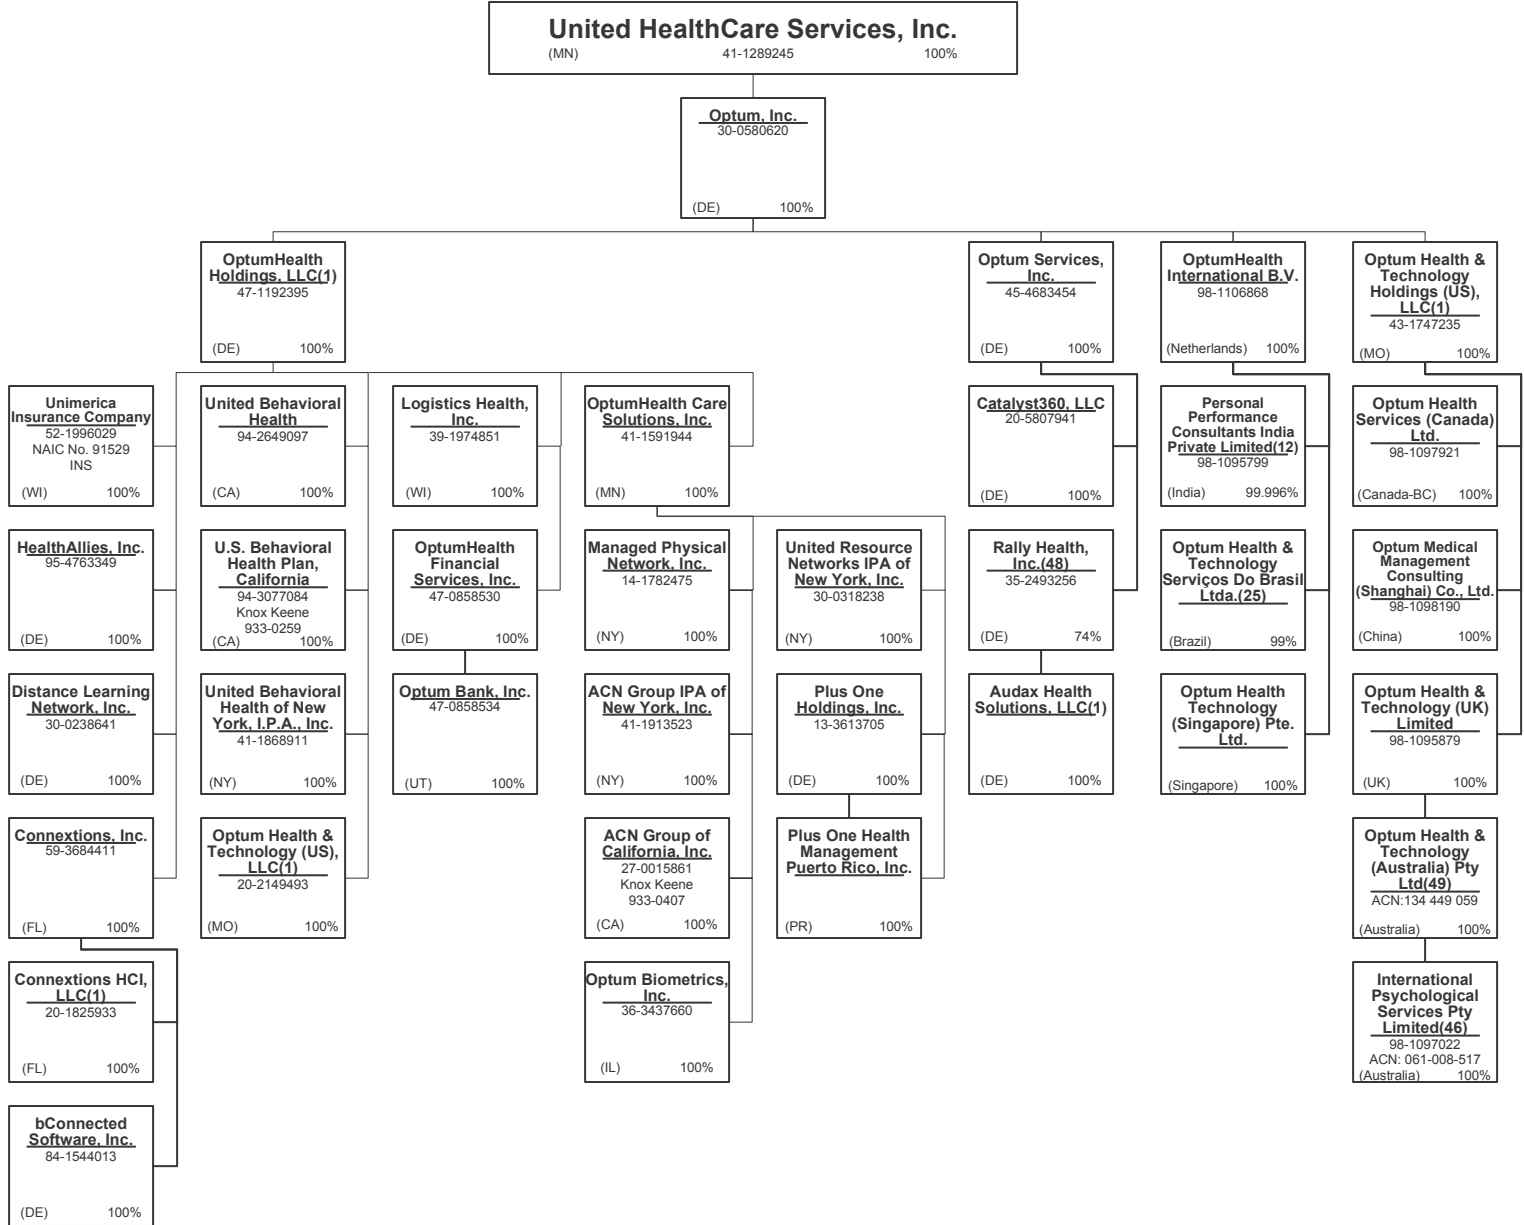 United HealthCare Services, Inc.
(MN) 41-1289245 100%
Optum, Inc.
30-0580620
(DE) 100%
OptumHealth
Holdings, LLC(1)
47-1192395
(DE) 100%
Optum Services,
Inc.
45-4683454
(DE) 100%
OptumHealth
International B.V.
98-1106868
(Netherlands) 100%
Optum Health &
Technology
Holdings (US),
LLC(1)
43-1747235
(MO) 100%
Unimerica
Insurance Company
52-1996029
NAIC No. 91529
INS
(WI) 100%
United Behavioral
Health
94-2649097
(CA) 100%
Logistics Health,
Inc.
39-1974851
(WI) 100%
OptumHealth Care
Solutions, Inc.
41-1591944
(MN) 100%
Catalyst360, LLC
20-5807941
(DE) 100%
Personal
Performance
Consultants India
Private Limited(12)
98-1095799
(India) 99.996%
Optum Health
Services (Canada)
Ltd.
98-1097921
(Canada-BC) 100%
HealthAllies, Inc.
95-4763349
(DE) 100%
U.S. Behavioral
Health Plan,
California
94-3077084
Knox Keene
933-0259
(CA) 100%
OptumHealth
Financial
Services, Inc.
47-0858530
(DE) 100%
Managed Physical
Network, Inc.
14-1782475
(NY) 100%
United Resource
Networks IPA of
New York, Inc.
30-0318238
(NY) 100%
Rally Health,
Inc.(48)
35-2493256
(DE) 74%
Optum Health &
Technology
Serviços Do Brasil
Ltda.(25)
(Brazil) 99%
Optum Medical
Management
Consulting
(Shanghai) Co., Ltd.
98-1098190
(China) 100%
Distance Learning
Network, Inc.
30-0238641
(DE) 100%
United Behavioral
Health of New
York, I.P.A., Inc.
41-1868911
(NY) 100%
Optum Bank, Inc.
47-0858534
(UT) 100%
ACN Group IPA of
New York, Inc.
41-1913523
(NY) 100%
Plus One
Holdings, Inc.
13-3613705
(DE) 100%
Audax Health
Solutions, LLC(1)
(DE) 100%
Optum Health
Technology
(Singapore) Pte.
Ltd.
(Singapore) 100%
Optum Health &
Technology (UK)
Limited
98-1095879
(UK) 100%
Connextions, Inc.
59-3684411
(FL) 100%
Optum Health &
Technology (US),
LLC(1)
20-2149493
(MO) 100%
ACN Group of
California, Inc.
27-0015861
Knox Keene
933-0407
(CA) 100%
Plus One Health
Management
Puerto Rico, Inc.
(PR) 100%
Optum Health &
Technology
(Australia) Pty
Ltd(49)
ACN:134 449 059
(Australia) 100%
Connextions HCI,
LLC(1)
20-1825933
(FL) 100%
Optum Biometrics,
Inc.
36-3437660
(IL) 100%
International
Psychological
Services Pty
Limited(46)
98-1097022
ACN: 061-008-517
(Australia) 100%
bConnected
Software, Inc.
84-1544013
(DE) 100%